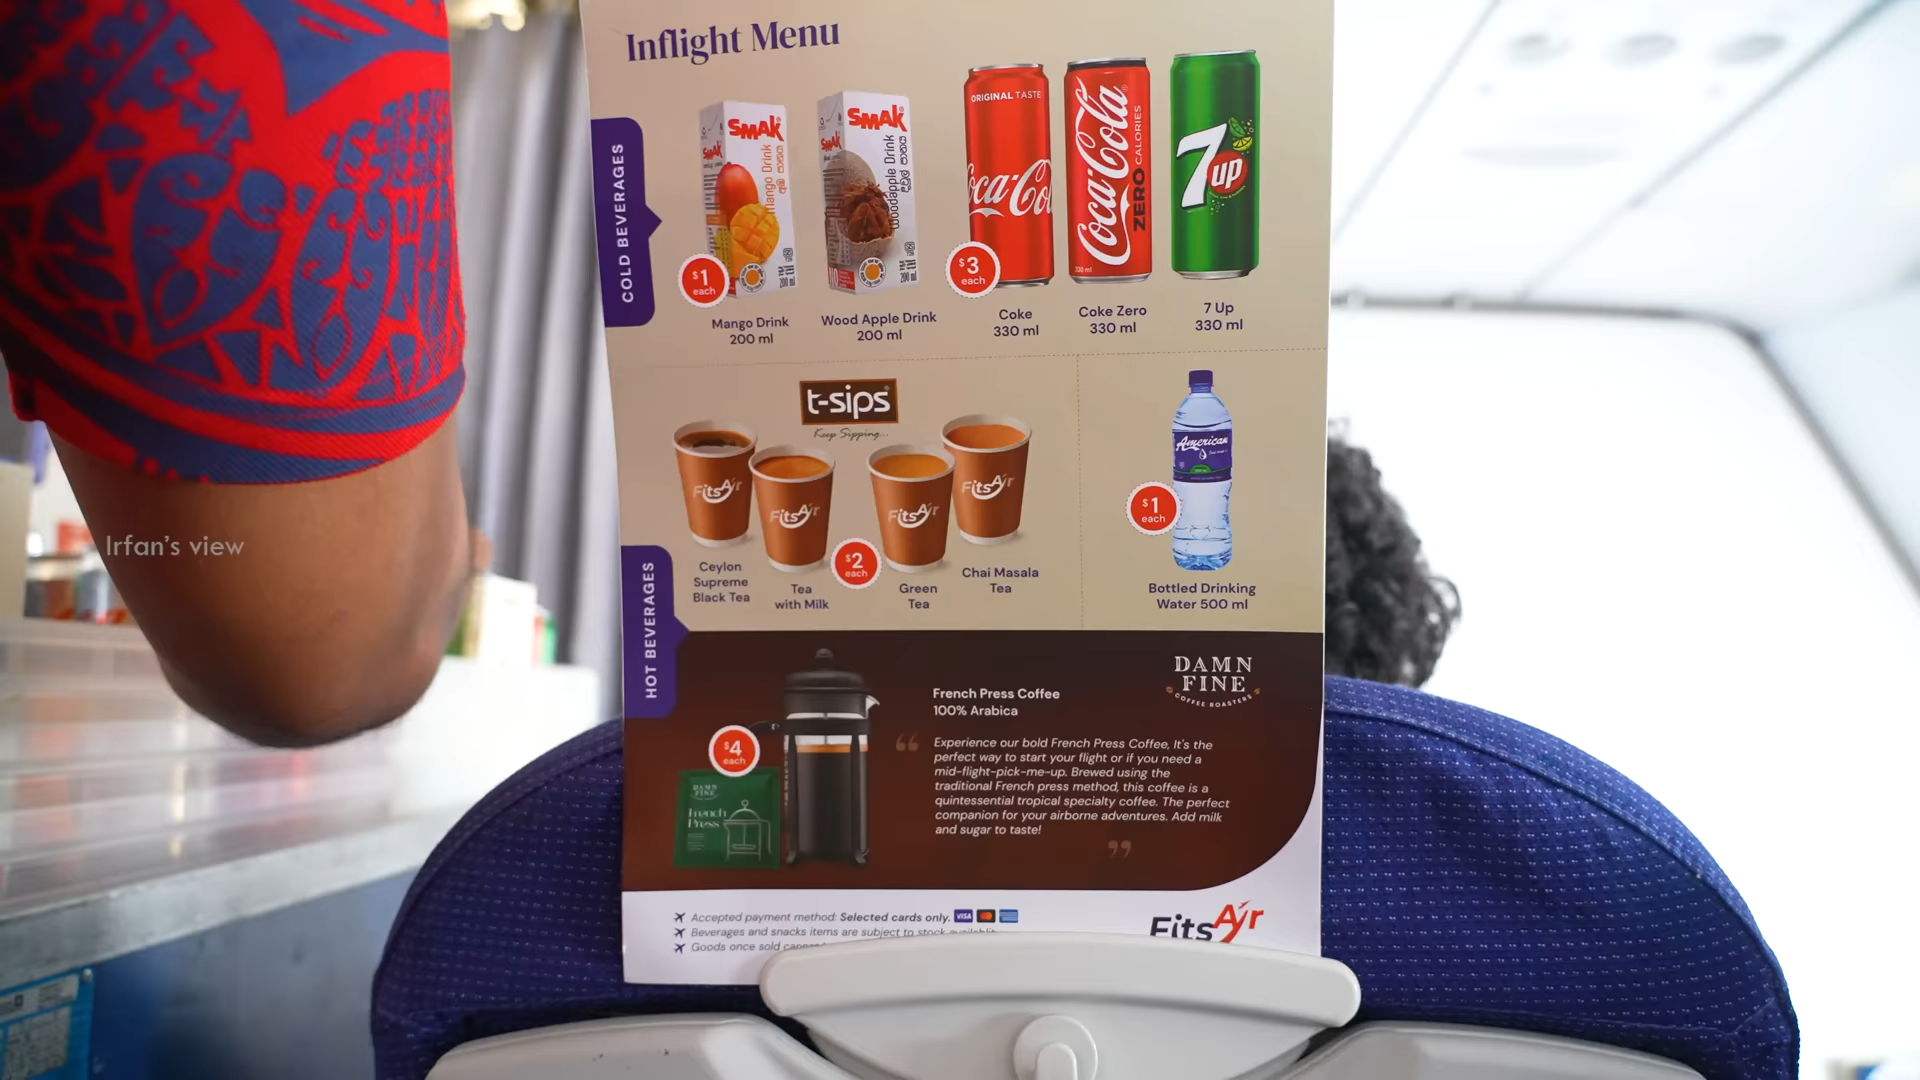 Inflight Menu
COLD BEVERAGES
SMAK
SMAK
Mango Drink
SMAK
SMAK
Woodapple Drink
ORIGINAL TASTE
Coca-Co
Coca-Cola
ZERO CALORIES
330 ml
7up
$1
each
$3
each
Mango Drink
200 ml
Wood Apple Drink
200 ml
Coke
330 ml
Coke Zero
330 ml
7 Up
330 ml
t-sips
Keep Sipping...
FitsAir
FitsAir
FitsAir
FitsAir
American
$2
each
$1
each
Ceylon
Supreme
Black Tea
Tea
with Milk
Green
Tea
Chai Masala
Tea
Bottled Drinking
Water 500 ml
HOT BEVERAGES
DAMN
FINE
COFFEE ROASTERS
French Press Coffee
100% Arabica
$4
each
DAMN
FINE
French
Press
“ Experience our bold French Press Coffee, It's the
perfect way to start your flight or if you need a
mid-flight-pick-me-up. Brewed using the
traditional French press method, this coffee is a
quintessential tropical specialty coffee. The perfect
companion for your airborne adventures. Add milk
and sugar to taste!
”
Accepted payment method: Selected cards only. VISA
Beverages and snacks items are subject to stock
Goods once sold
FitsAir
Irfan's view